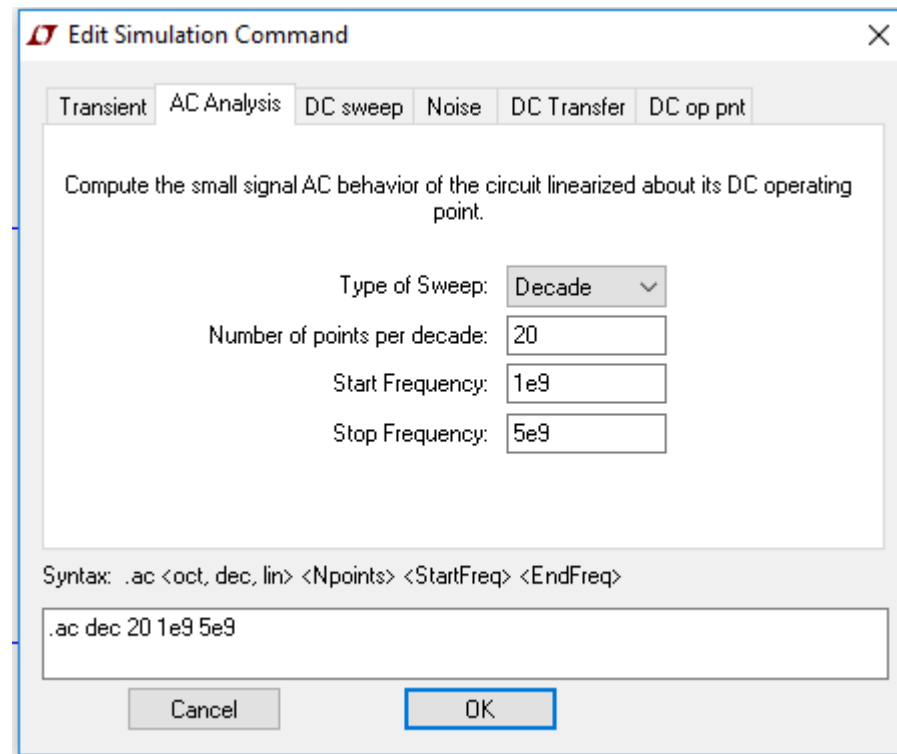 Edit Simulation Command
Transient AC Analysis DC sweep Noise DC Transfer DC op pnt
Compute the small signal AC behavior of the circuit linearized about its DC operating
point.
Type of Sweep: Decade
Number of points per decade: 20
Start Frequency: 1e9
Stop Frequency: 5e9
Syntax: .ac <oct, dec, lin> <Npoints> <StartFreq> <EndFreq>
.ac dec 20 1e9 5e9
Cancel OK